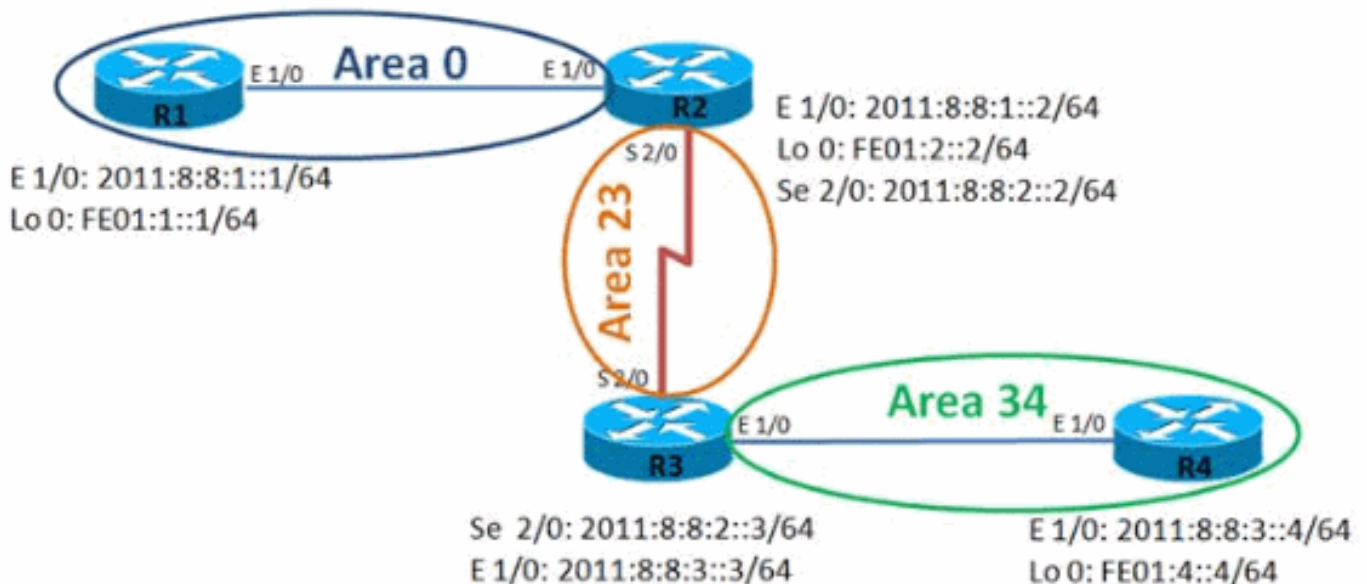 Area 0
E 1/0
E 1/0
R1
R2
E 1/0: 2011:8:8:1::1/64
Lo 0: FE01:1::1/64
E 1/0: 2011:8:8:1::2/64
Lo 0: FE01:2::2/64
Se 2/0: 2011:8:8:2::2/64
S 2/0
Area 23
S 2/0
Area 34
E 1/0
E 1/0
R3
R4
Se 2/0: 2011:8:8:2::3/64
E 1/0: 2011:8:8:3::3/64
E 1/0: 2011:8:8:3::4/64
Lo 0: FE01:4::4/64